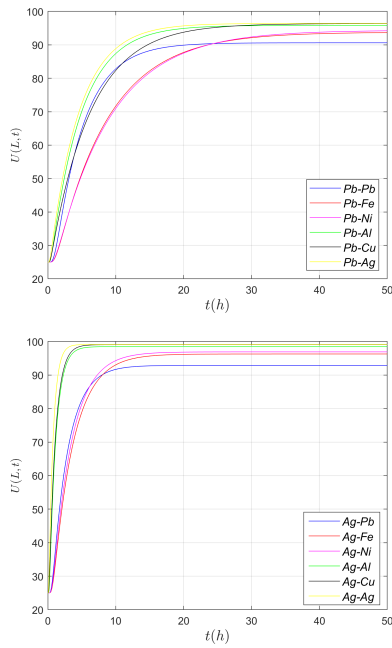 100
90
80
70
60
50
40
30
20
U(L,t)
Pb-Pb
Pb-Fe
Pb-Ni
Pb-Al
Pb-Cu
Pb-Ag
0 10 20 30 40 50
t(h)
100
90
80
70
60
50
40
30
20
U(L,t)
Ag-Pb
Ag-Fe
Ag-Ni
Ag-Al
Ag-Cu
Ag-Ag
0 10 20 30 40 50
t(h)